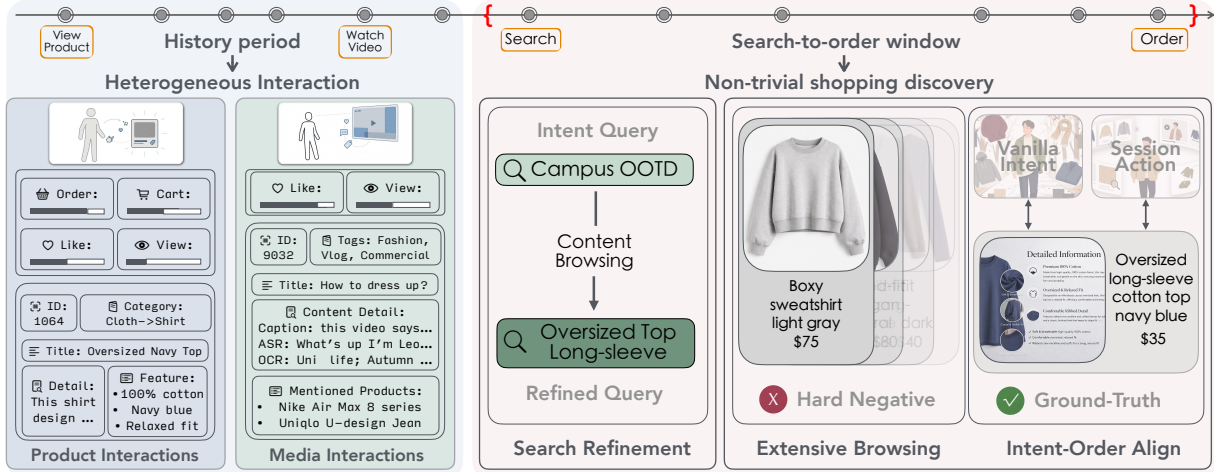 View
Product
History period
Watch
Video
Heterogeneous Interaction
Order:
Cart:
Like:
View:
ID:
1064
Category:
Cloth->Shirt
Title: Oversized Navy Top
Detail:
This shirt
design ...
Feature:
•100% cotton
• Navy blue
• Relaxed fit
Product Interactions
Like:
View:
ID:
9032
Tags: Fashion,
Vlog, Commercial
Title: How to dress up?
Content Detail:
Caption: this video says...
ASR: What's up I'm Leo...
OCR: Uni life; Autumn ...
Mentioned Products:
• Nike Air Max 8 series
• Uniqlo U-design Jean
Media Interactions
{
Search
Search-to-order window
Order
}
Non-trivial shopping discovery
Intent Query
Campus OOTD
Content
Browsing
Oversized Top
Long-sleeve
Refined Query
Search Refinement
Boxy
sweatshirt
light gray
$75
dark
$80
$40
X Hard Negative
Extensive Browsing
Vanilla
Intent
Session
Action
Detailed Information
Premium 100% Cotton
Oversized
long-sleeve
cotton top
navy blue
$35
Ground-Truth
Intent-Order Align